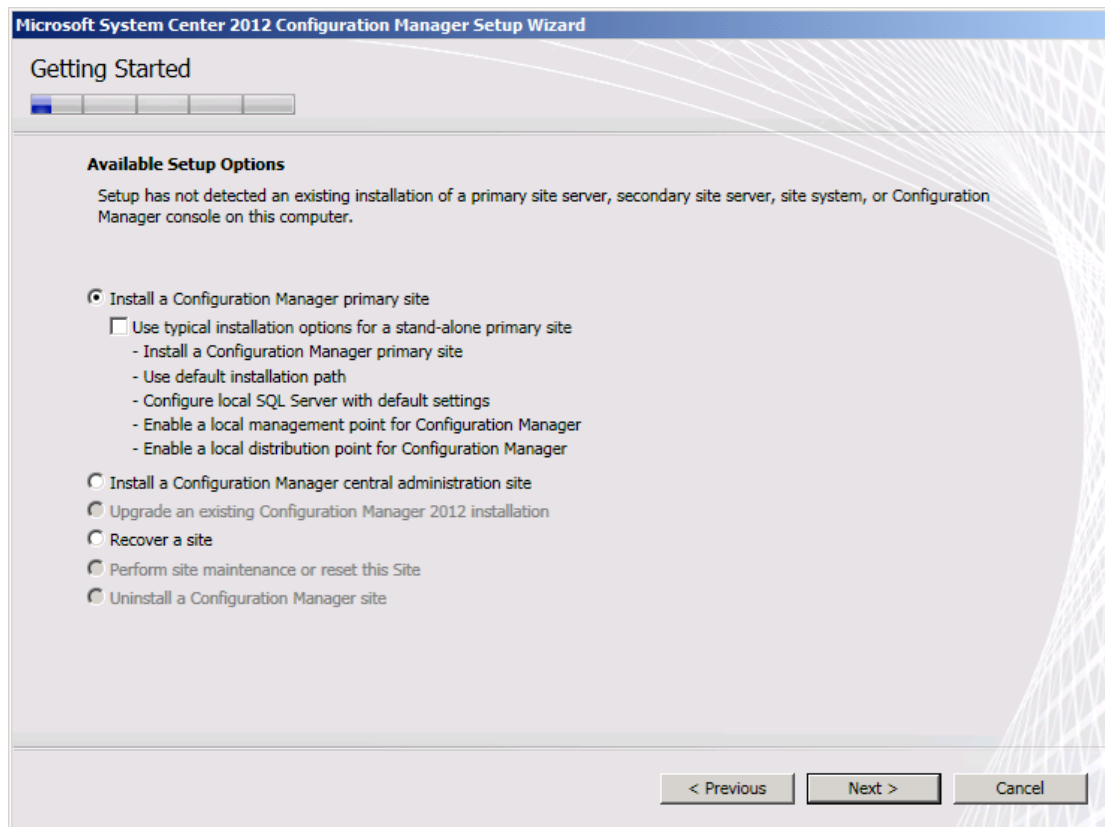 Microsoft System Center 2012 Configuration Manager Setup Wizard
Getting Started
Available Setup Options
Setup has not detected an existing installation of a primary site server, secondary site server, site system, or Configuration
Manager console on this computer.
Install a Configuration Manager primary site
Use typical installation options for a stand-alone primary site
- Install a Configuration Manager primary site
- Use default installation path
- Configure local SQL Server with default settings
- Enable a local management point for Configuration Manager
- Enable a local distribution point for Configuration Manager
Install a Configuration Manager central administration site
Upgrade an existing Configuration Manager 2012 installation
Recover a site
Perform site maintenance or reset this Site
Uninstall a Configuration Manager site
< Previous Next > Cancel